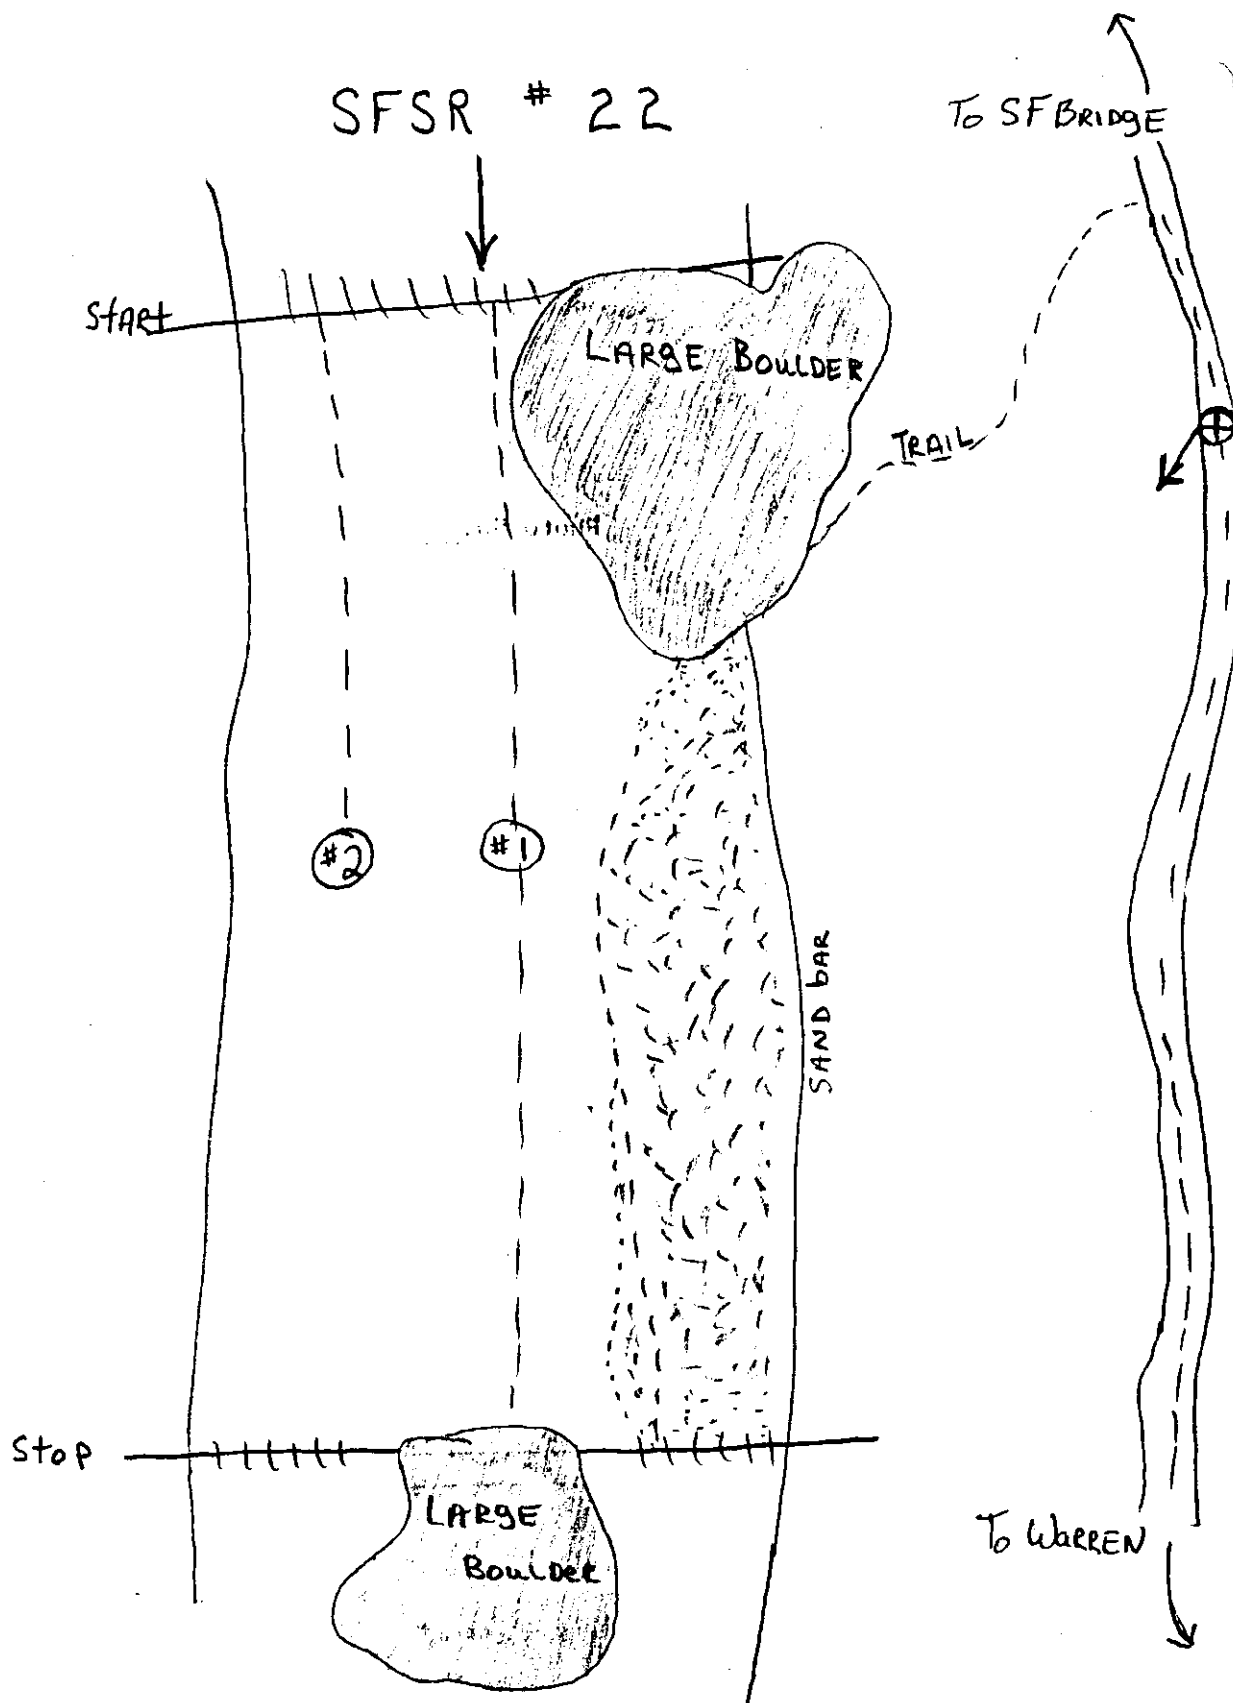 SFSR # 22
To SF BRIDgE
StARt
LARgE BOULDER
TRAIL
#2
#1
SAND bAR
StOP
LARgE
BOULDER
To WARREN